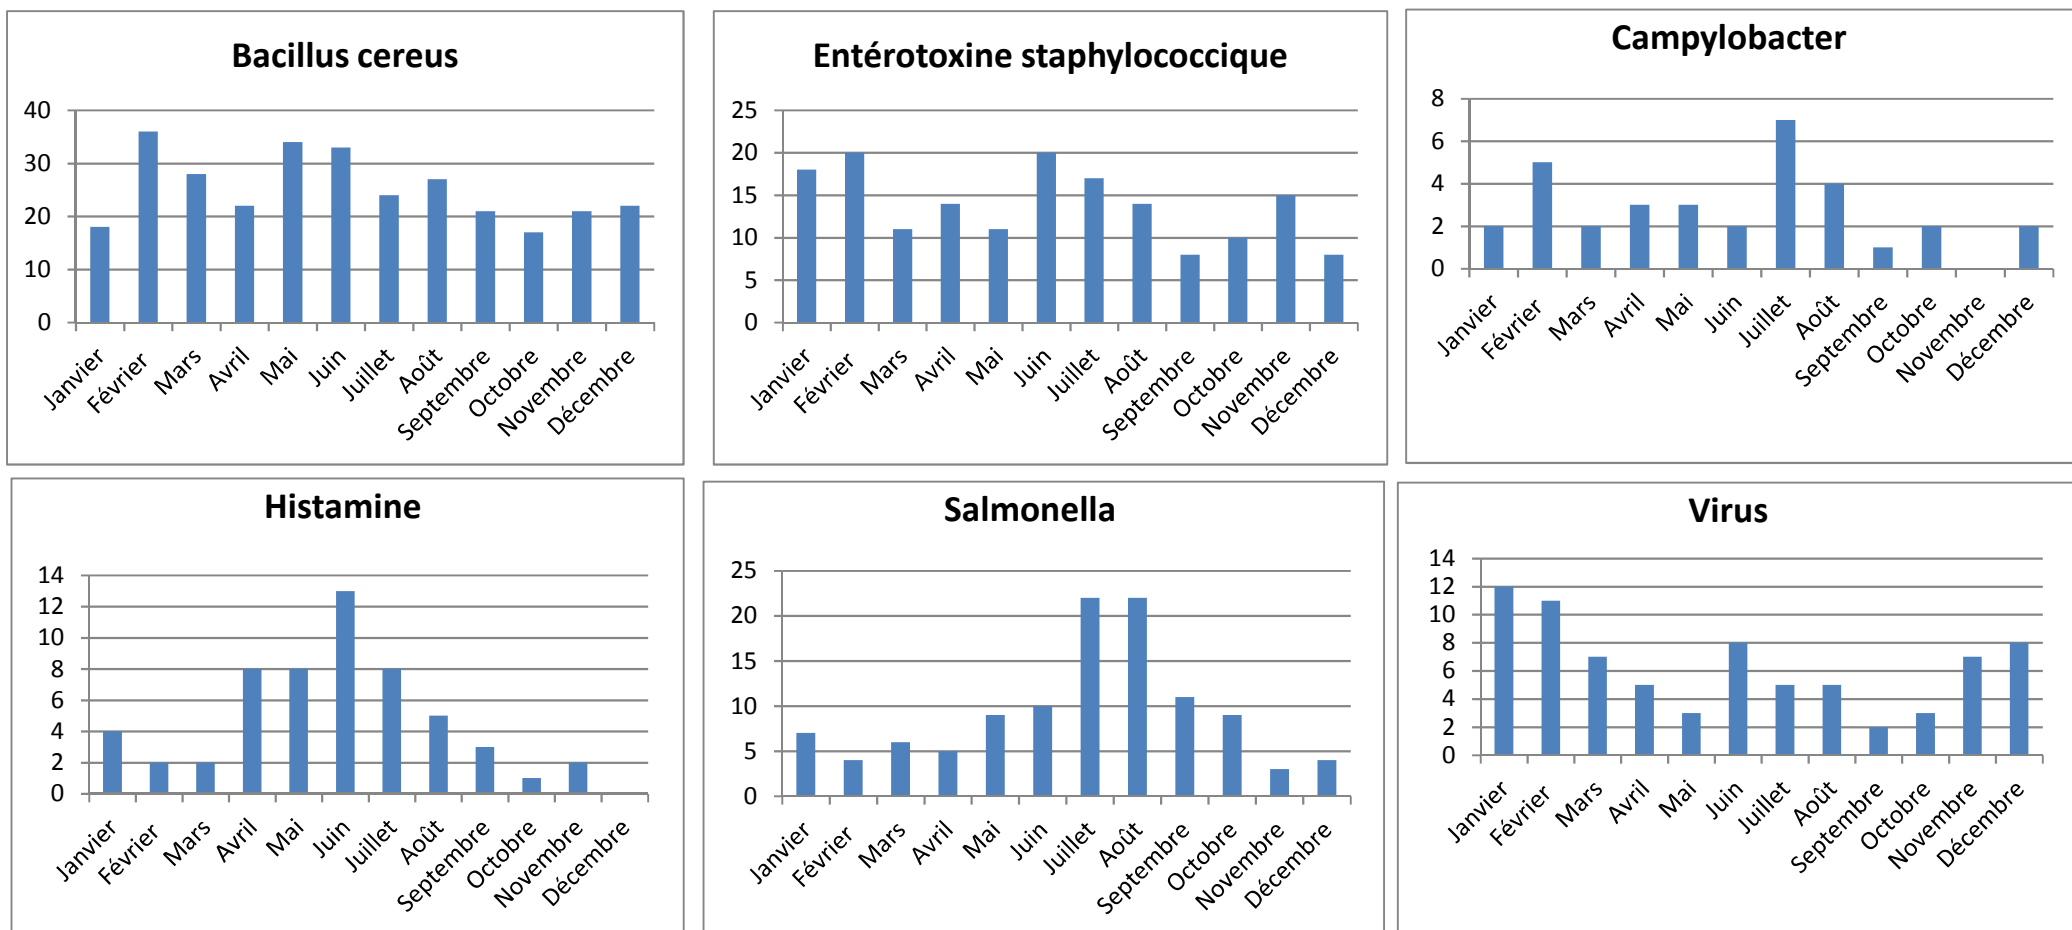 Bacillus cereus
40
30
20
10
0
Janvier
Février
Mars
Avril
Mai
Juin
Juillet
Août
Septembre
Octobre
Novembre
Décembre
Entérotoxine staphylococcique
25
20
15
10
5
0
Janvier
Février
Mars
Avril
Mai
Juin
Juillet
Août
Septembre
Octobre
Novembre
Décembre
Campylobacter
8
6
4
2
0
Janvier
Février
Mars
Avril
Mai
Juin
Juillet
Août
Septembre
Octobre
Novembre
Décembre
Histamine
14
12
10
8
6
4
2
0
Janvier
Février
Mars
Avril
Mai
Juin
Juillet
Août
Septembre
Octobre
Novembre
Décembre
Salmonella
25
20
15
10
5
0
Janvier
Février
Mars
Avril
Mai
Juin
Juillet
Août
Septembre
Octobre
Novembre
Décembre
Virus
14
12
10
8
6
4
2
0
Janvier
Février
Mars
Avril
Mai
Juin
Juillet
Août
Septembre
Octobre
Novembre
Décembre